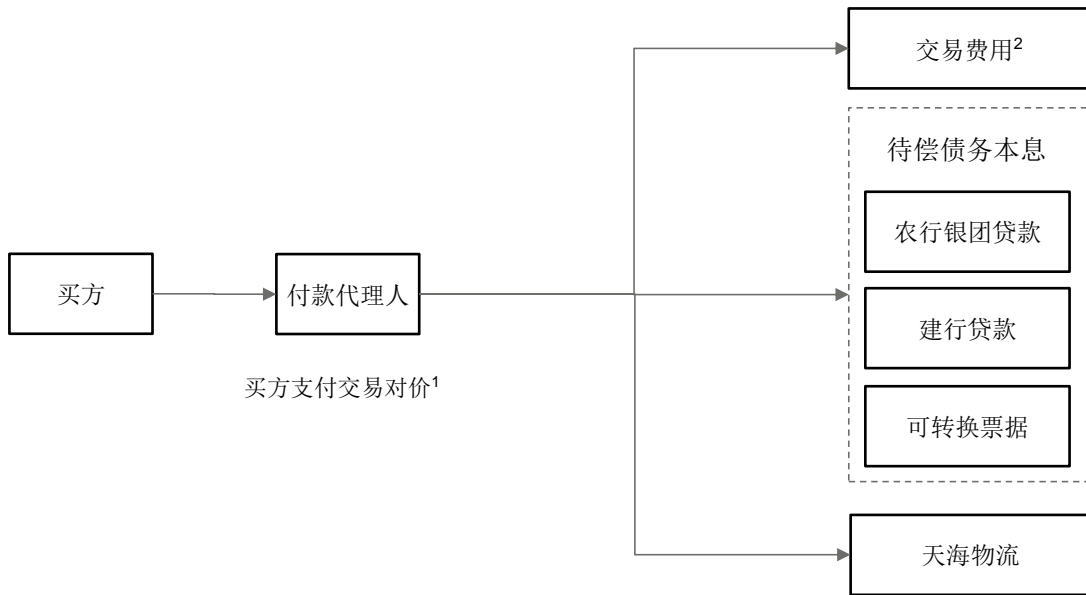 交易费用²
待偿债务本息
农行银团贷款
买方
付款代理人
建行贷款
买方支付交易对价¹
可转换票据
天海物流